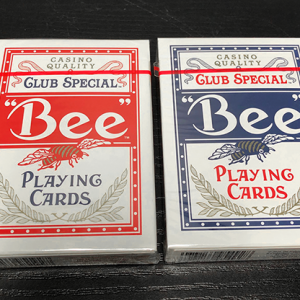 CASINO
QUALITY
CLUB SPECIAL
"Bee"
PLAYING
CARDS
CASINO
QUALITY
CLUB SPECIAL
"Bee"
PLAYING
CARDS